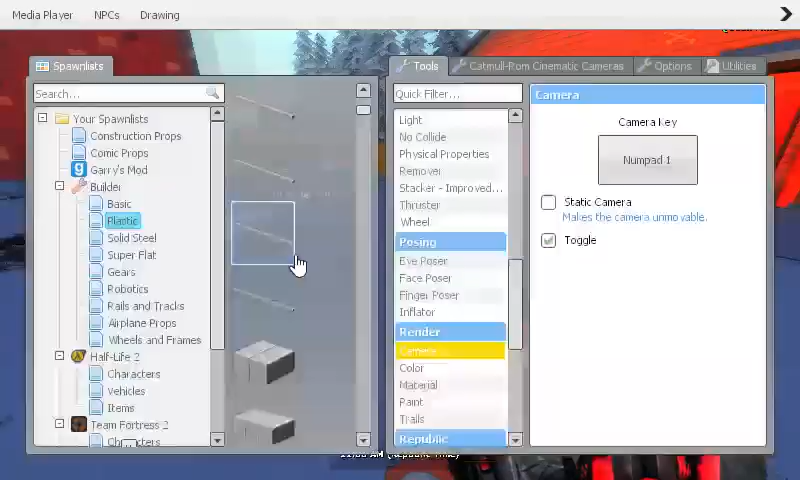 Media Player NPCs Drawing
Spawnlists
Search...
Your Spawnlists
Construction Props
Comic Props
Garry's Mod
Builder
Basic
Plastic
Solid Steel
Super Flat
Gears
Robotics
Rails and Tracks
Airplane Props
Wheels and Frames
Half-Life 2
Characters
Vehicles
Items
Team Fortress 2
Characters
Tools Catmull-Rom Cinematic Cameras Options Utilities
Quick Filter...
Light
No Collide
Physical Properties
Remover
Stacker - Improved...
Thruster
Wheel
Posing
Eye Poser
Face Poser
Finger Poser
Inflator
Render
Camera
Color
Material
Paint
Trails
Republic
Camera
Camera Key
Numpad 1
Static Camera
Makes the camera unmovable.
Toggle